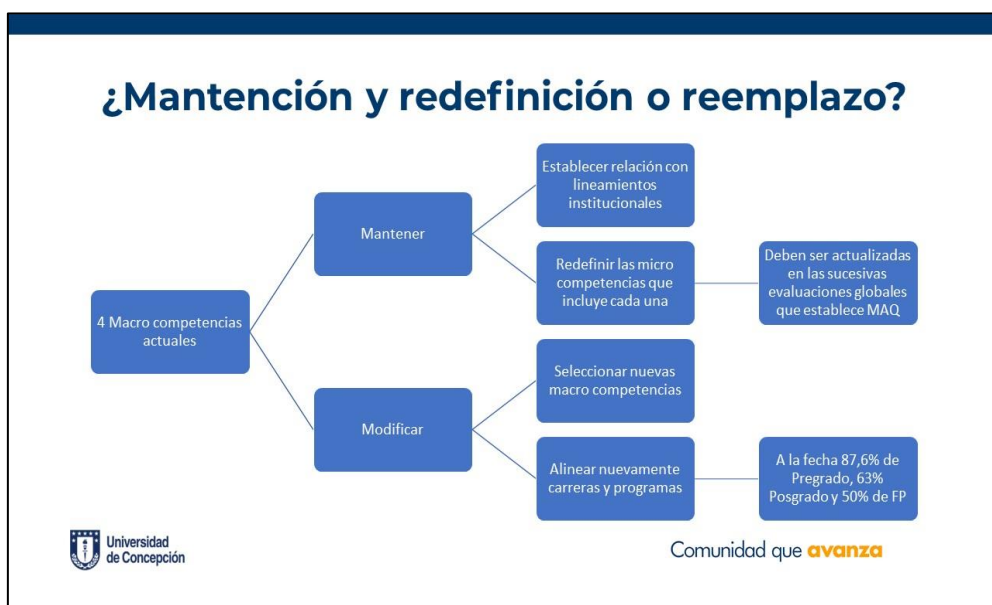 ¿Mantención y redefinición o reemplazo?
4 Macro competencias
actuales
Mantener
Establecer relación con
lineamientos
institucionales
Redefinir las micro
competencias que
incluye cada una
Deben ser actualizadas
en las sucesivas
evaluaciones globales
que establece MAQ
Modificar
Seleccionar nuevas
macro competencias
Alinear nuevamente
carreras y programas
A la fecha 87,6% de
Pregrado, 63%
Posgrado y 50% de FP
Universidad
de Concepción
Comunidad que avanza